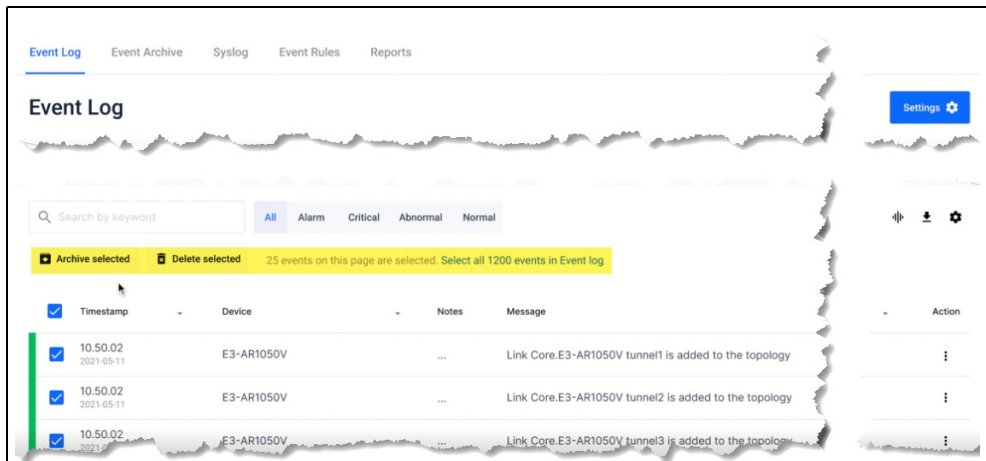 Event Log Event Archive Syslog Event Rules Reports
Event Log
Settings
Search by keyword All Alarm Critical Abnormal Normal
Archive selected Delete selected 25 events on this page are selected. Select all 1200 events in Event log
Timestamp Device Notes Message Action
10.50.02
2021-05-11
E3-AR1050V ... Link Core.E3-AR1050V tunnel1 is added to the topology
10.50.02
2021-05-11
E3-AR1050V ... Link Core.E3-AR1050V tunnel2 is added to the topology
10.50.02
E3-AR1050V Link Core.E3-AR1050V tunnel3 is added to the topology